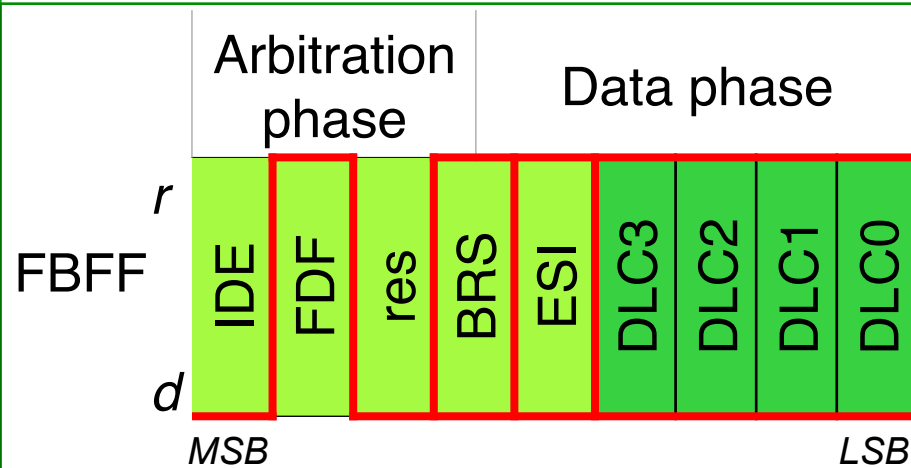 Arbitration
phase
Data phase
r
FBFF
d
IDE
FDF
res
BRS
ESI
DLC3
DLC2
DLC1
DLC0
MSB
LSB